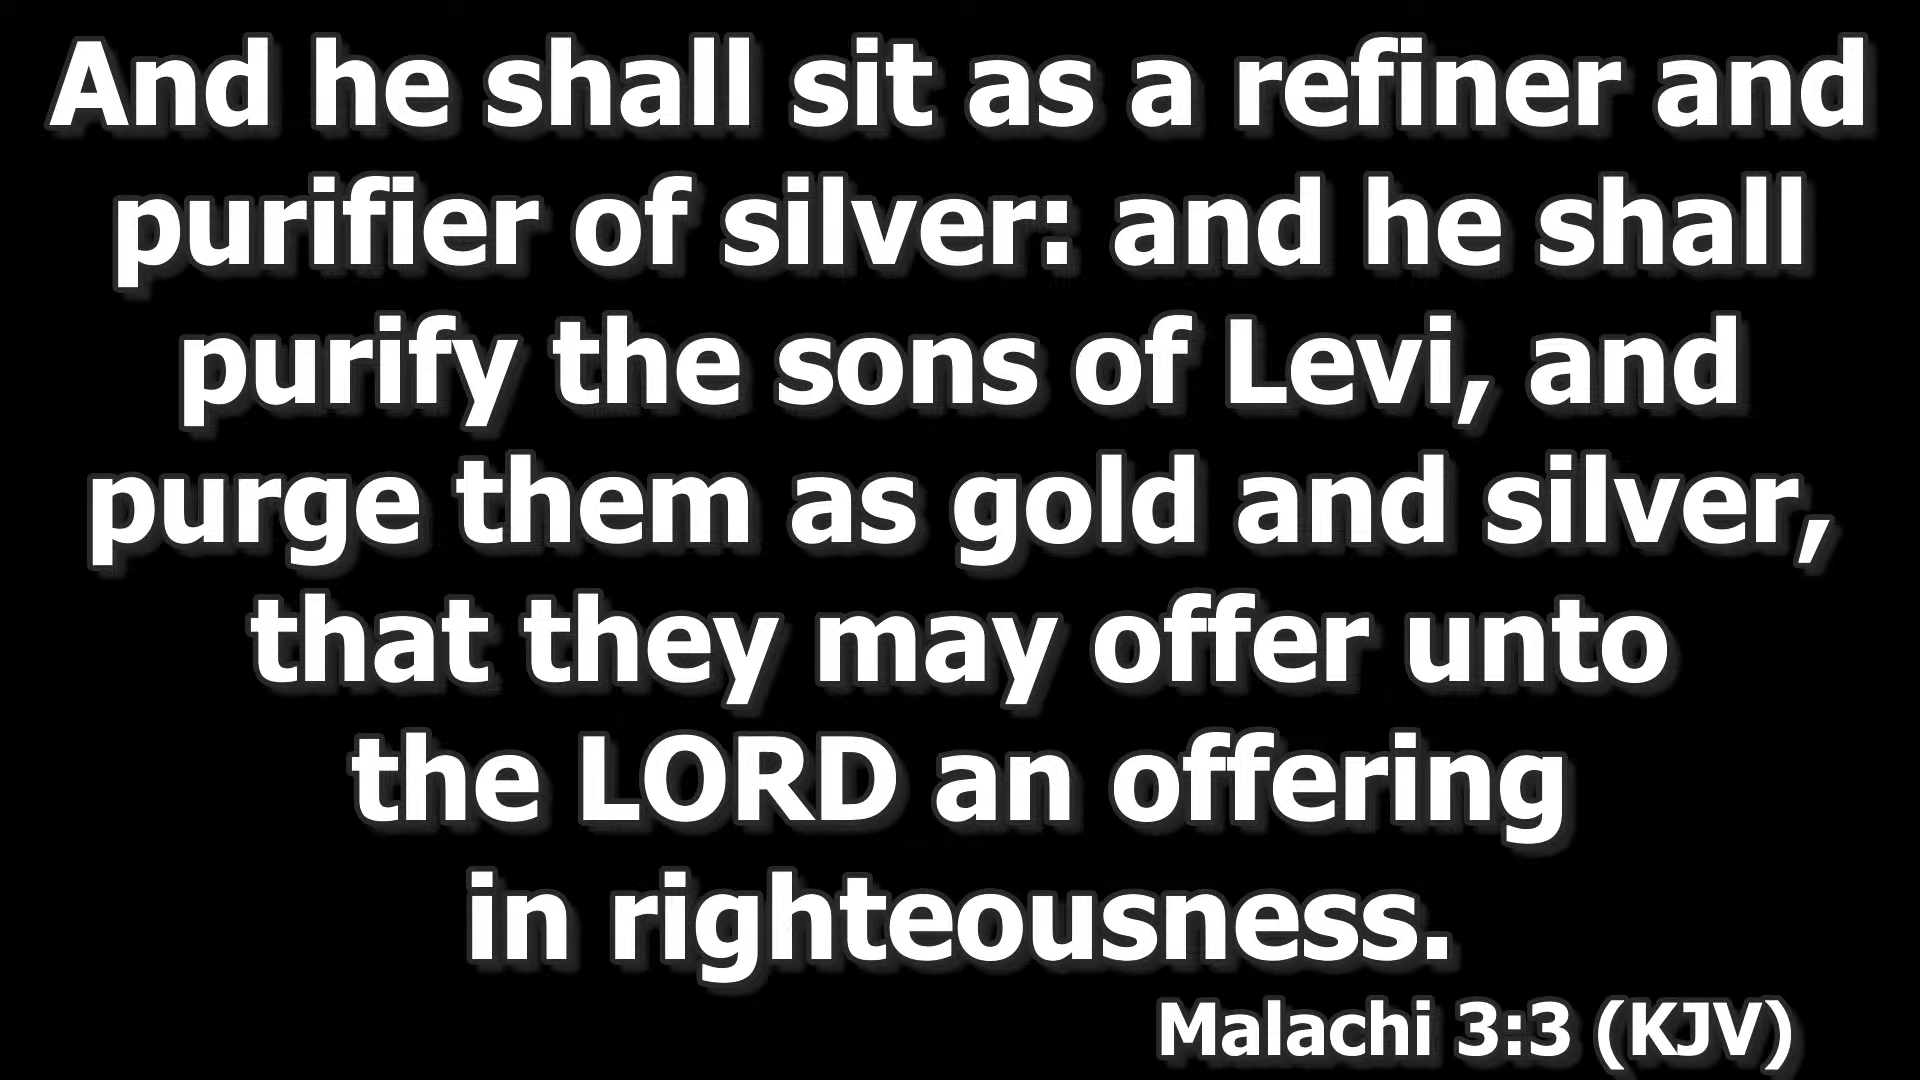 And he shall sit as a refiner and
purifier of silver: and he shall
purify the sons of Levi, and
purge them as gold and silver,
that they may offer unto
the LORD an offering
in righteousness.
Malachi 3:3 (KJV)